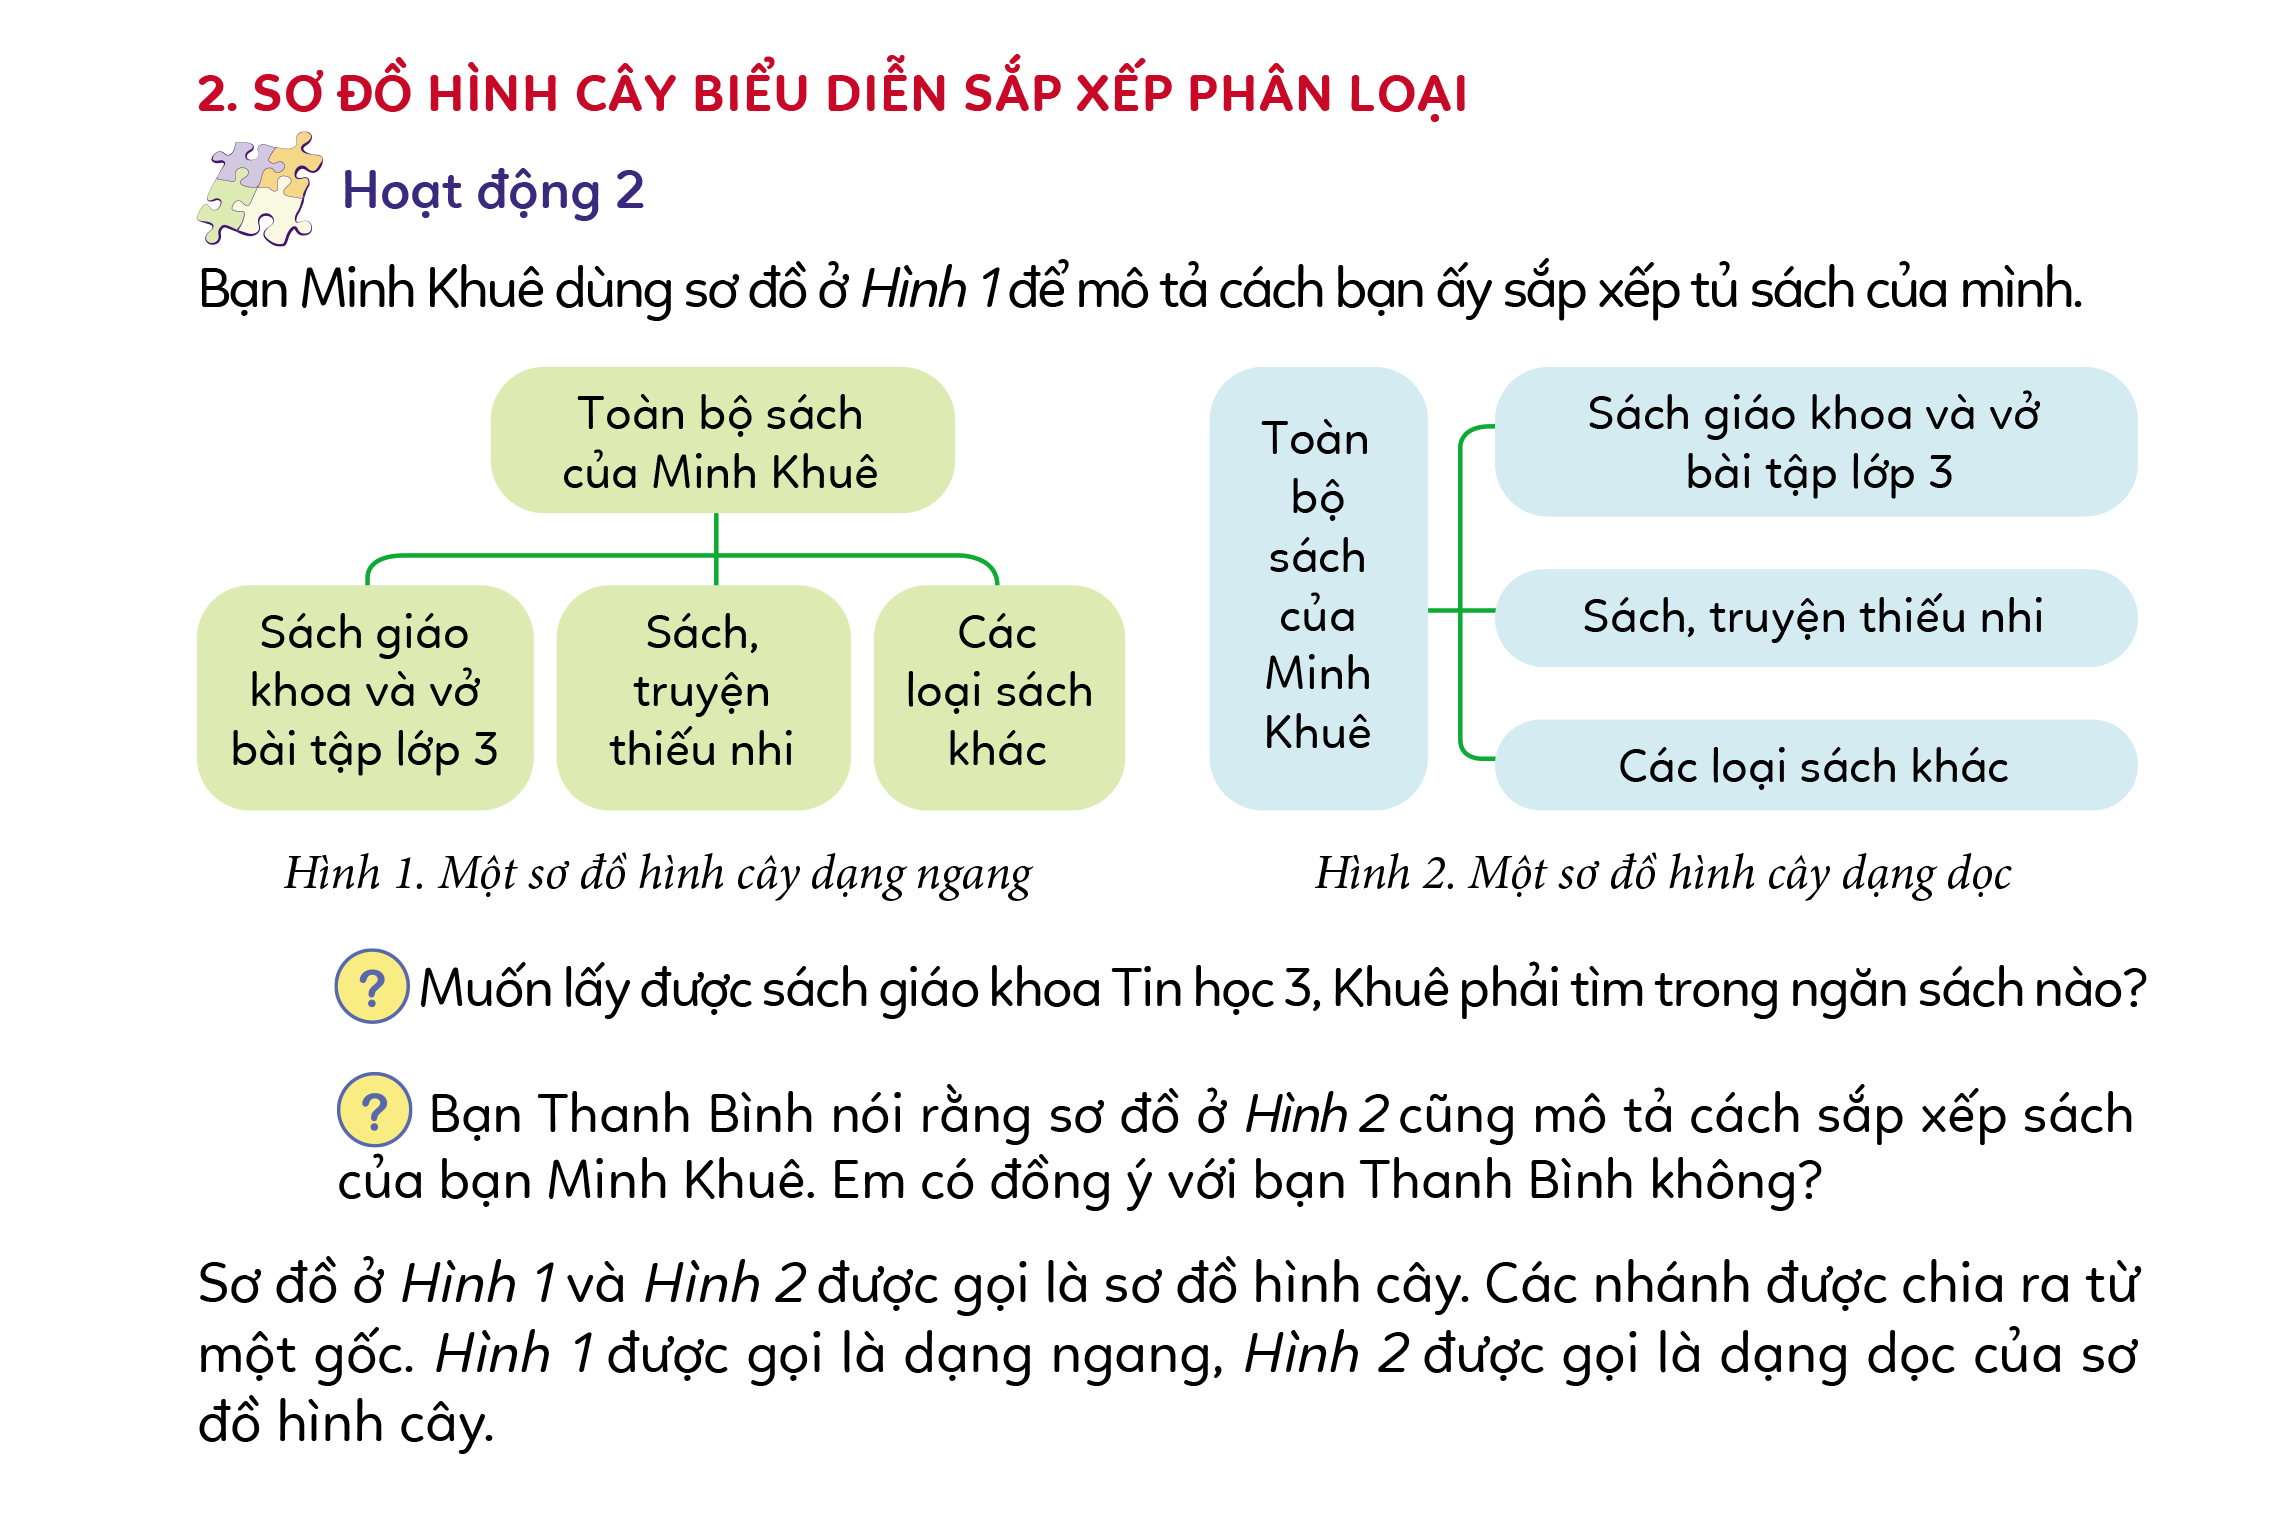 2. SƠ ĐỒ HÌNH CÂY BIỂU DIỄN SẮP XẾP PHÂN LOẠI
Hoạt động 2
Bạn Minh Khuê dùng sơ đồ ở Hình 1 để mô tả cách bạn ấy sắp xếp tủ sách của mình.
Toàn bộ sách
của Minh Khuê
Sách giáo
khoa và vở
bài tập lớp 3
Sách,
truyện
thiếu nhi
Các
loại sách
khác
Hình 1. Một sơ đồ hình cây dạng ngang
Toàn
bộ
sách
của
Minh
Khuê
Sách giáo khoa và vở
bài tập lớp 3
Sách, truyện thiếu nhi
Các loại sách khác
Hình 2. Một sơ đồ hình cây dạng dọc
? Muốn lấy được sách giáo khoa Tin học 3, Khuê phải tìm trong ngăn sách nào?
? Bạn Thanh Bình nói rằng sơ đồ ở Hình 2 cũng mô tả cách sắp xếp sách
của bạn Minh Khuê. Em có đồng ý với bạn Thanh Bình không?
Sơ đồ ở Hình 1 và Hình 2 được gọi là sơ đồ hình cây. Các nhánh được chia ra từ
một gốc. Hình 1 được gọi là dạng ngang, Hình 2 được gọi là dạng dọc của sơ
đồ hình cây.